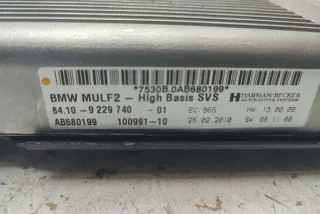 *7530B.0AB680199*
BMW MULF2 - High Basis SVS HARMAN/BECKER
AUTOMOTIVE SYSTEMS
84.10- 9 229 740 - 01 EC: 965 HW: 13.00.00
AB680199 100991-10 25.02.2010 SW: 08.11.00